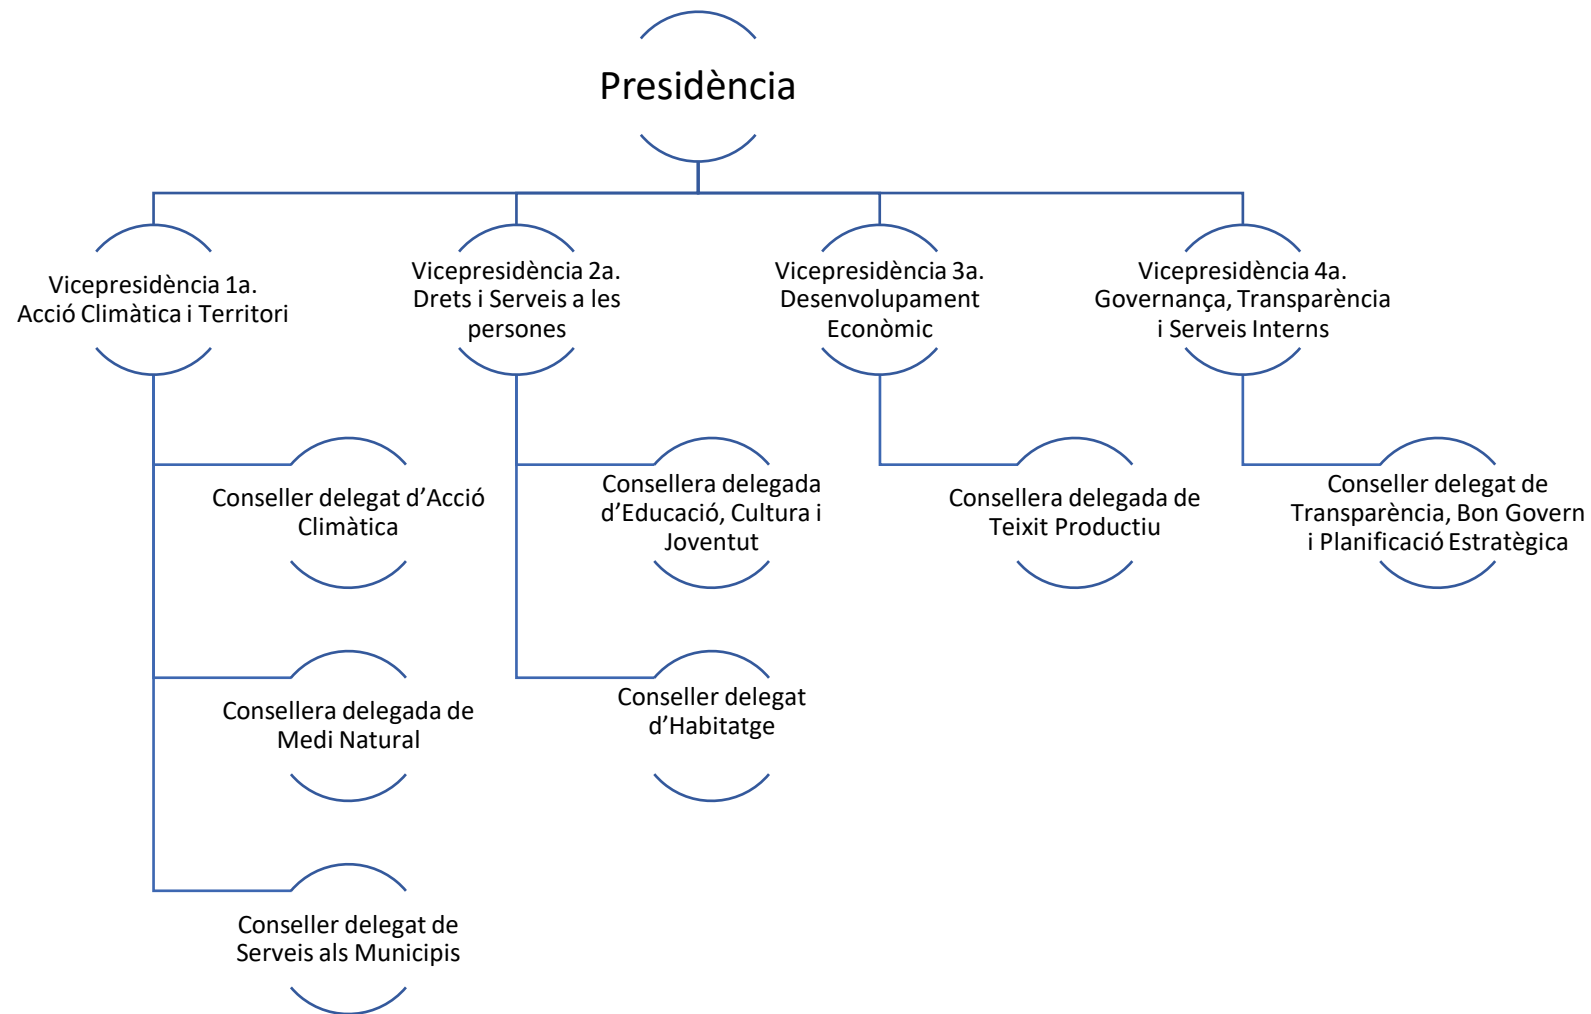 Presidència
Vicepresidència 1a.
Acció Climàtica i Territori
Vicepresidència 2a.
Drets i Serveis a les
persones
Vicepresidència 3a.
Desenvolupament
Econòmic
Vicepresidència 4a.
Governança, Transparència
i Serveis Interns
Conseller delegat d’Acció
Climàtica
Consellera delegada
d’Educació, Cultura i
Joventut
Consellera delegada de
Teixit Productiu
Conseller delegat de
Transparència, Bon Govern
i Planificació Estratègica
Consellera delegada de
Medi Natural
Conseller delegat
d’Habitatge
Conseller delegat de
Serveis als Municipis